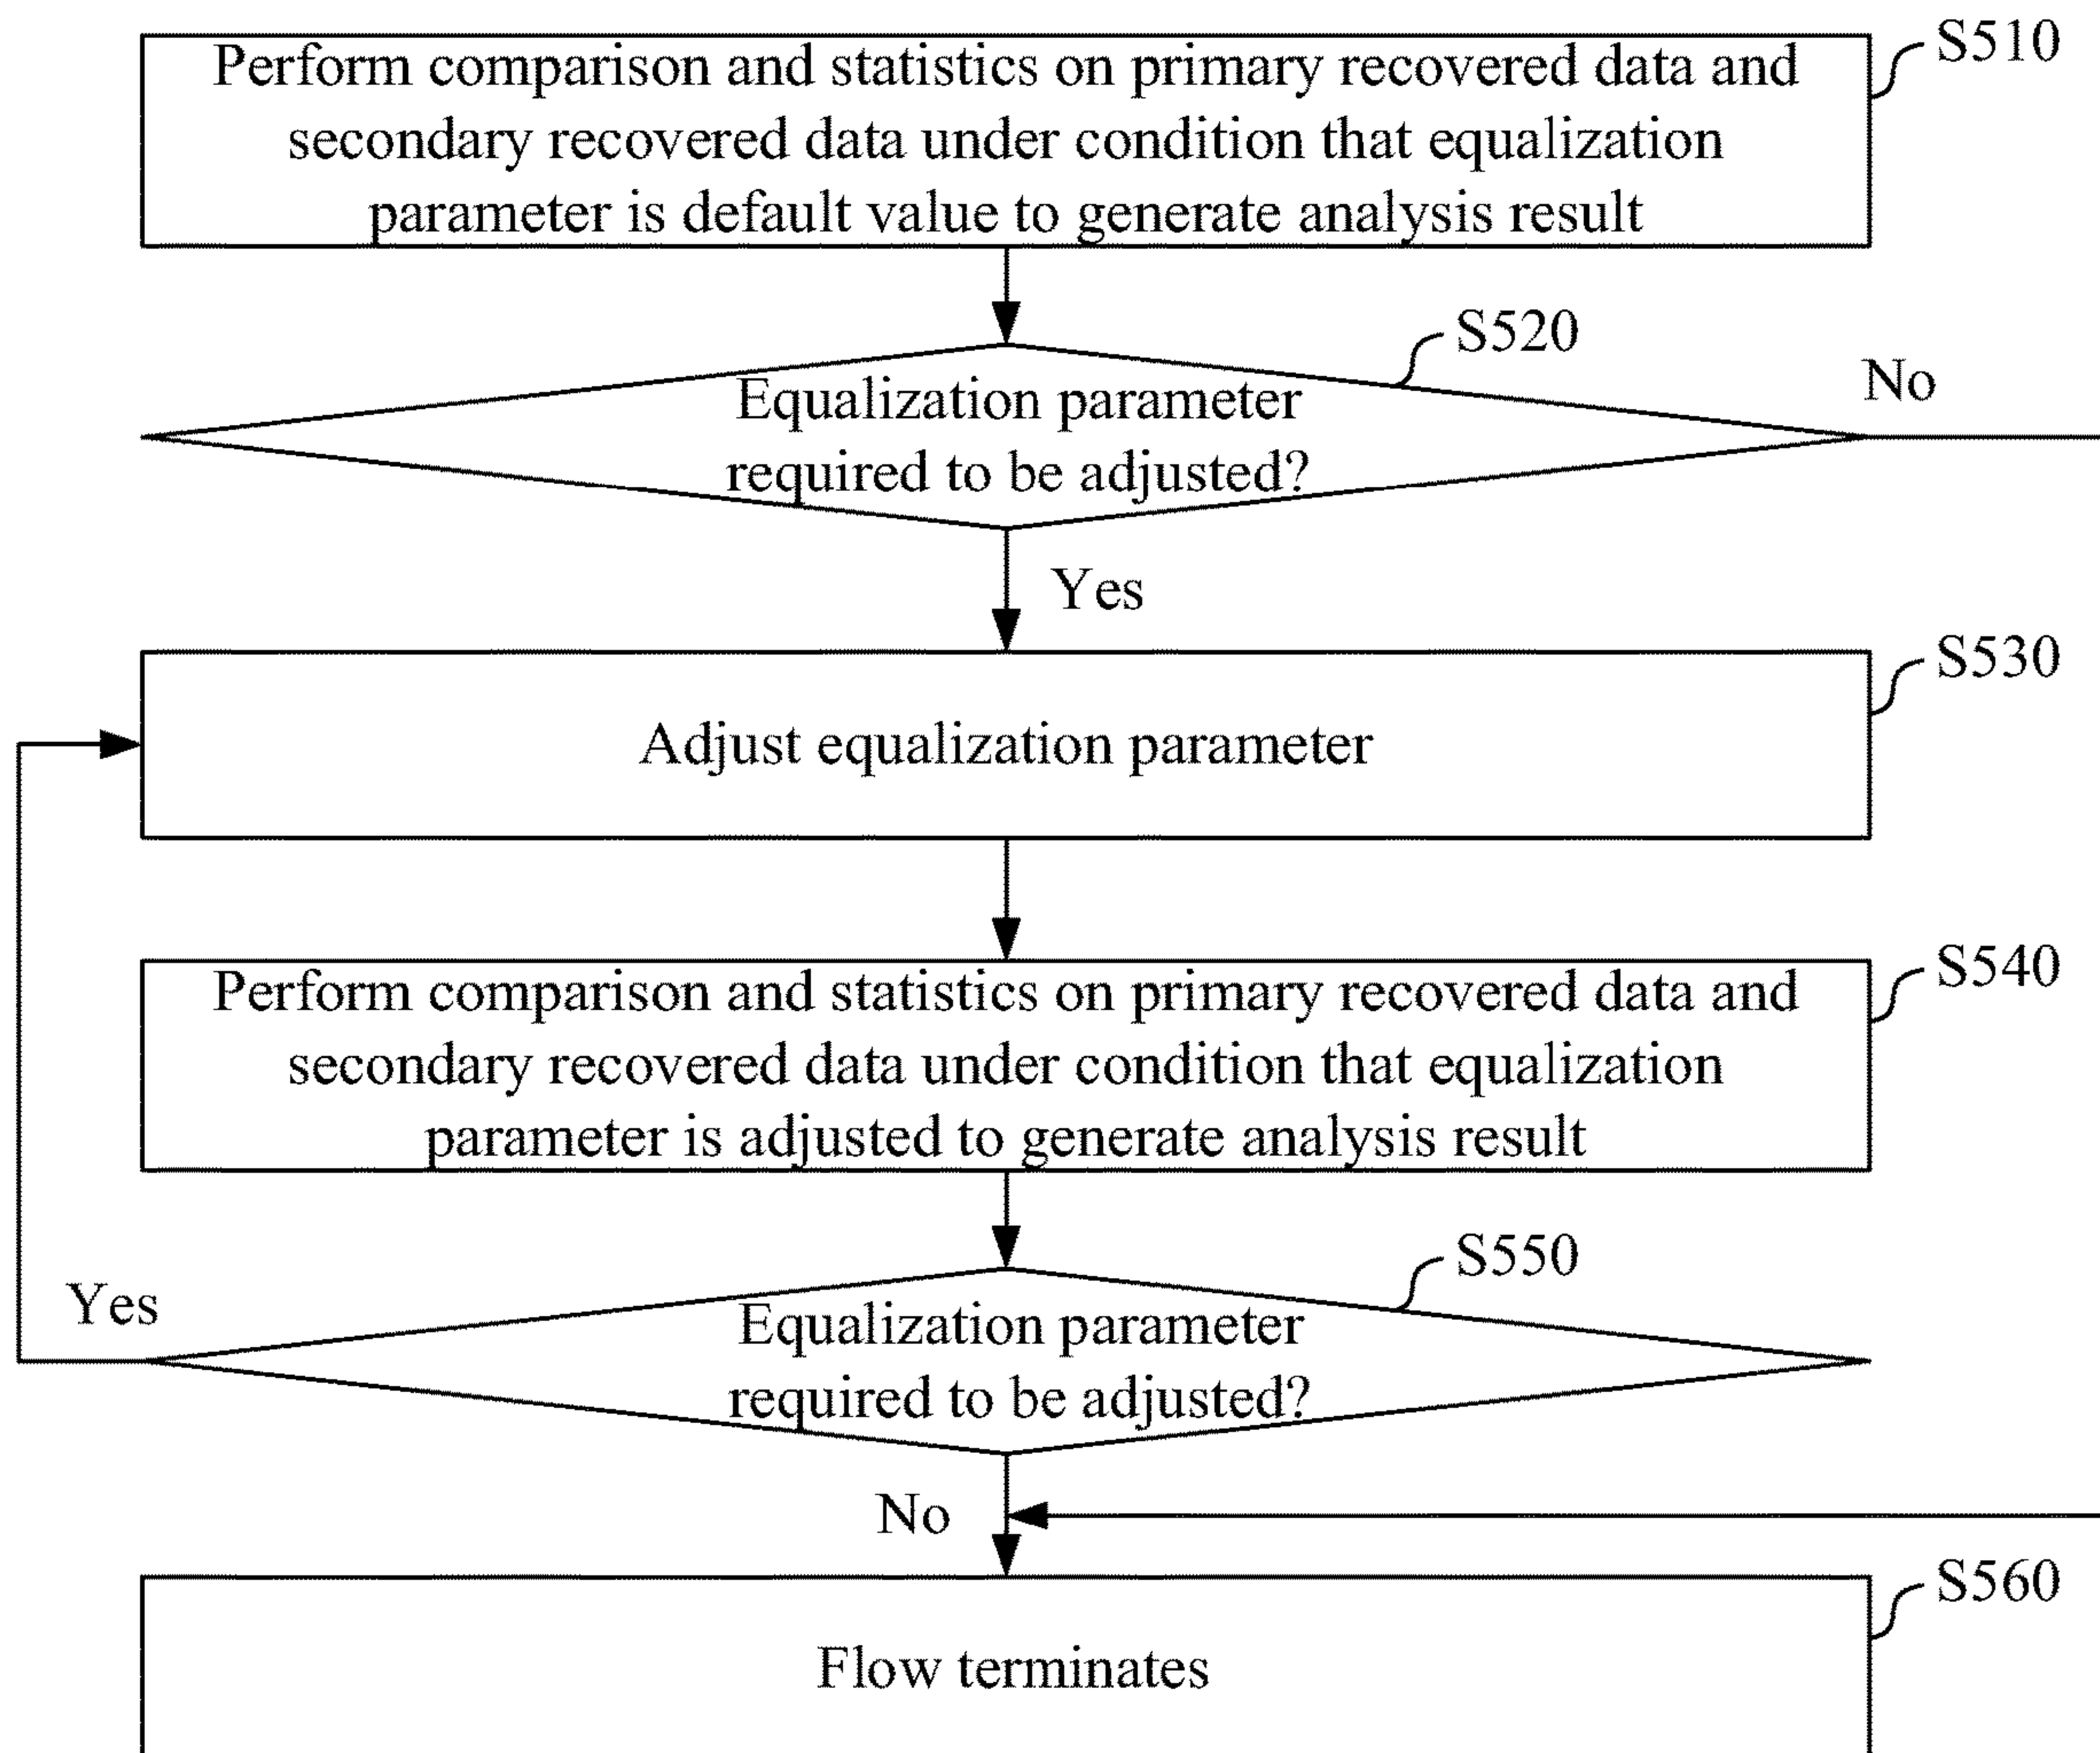 S510
Perform comparison and statistics on primary recovered data and
secondary recovered data under condition that equalization
parameter is default value to generate analysis result
S520
No
Equalization parameter
required to be adjusted?
Yes
S530
Adjust equalization parameter
S540
Perform comparison and statistics on primary recovered data and
secondary recovered data under condition that equalization
parameter is adjusted to generate analysis result
S550
Yes
Equalization parameter
required to be adjusted?
No
S560
Flow terminates